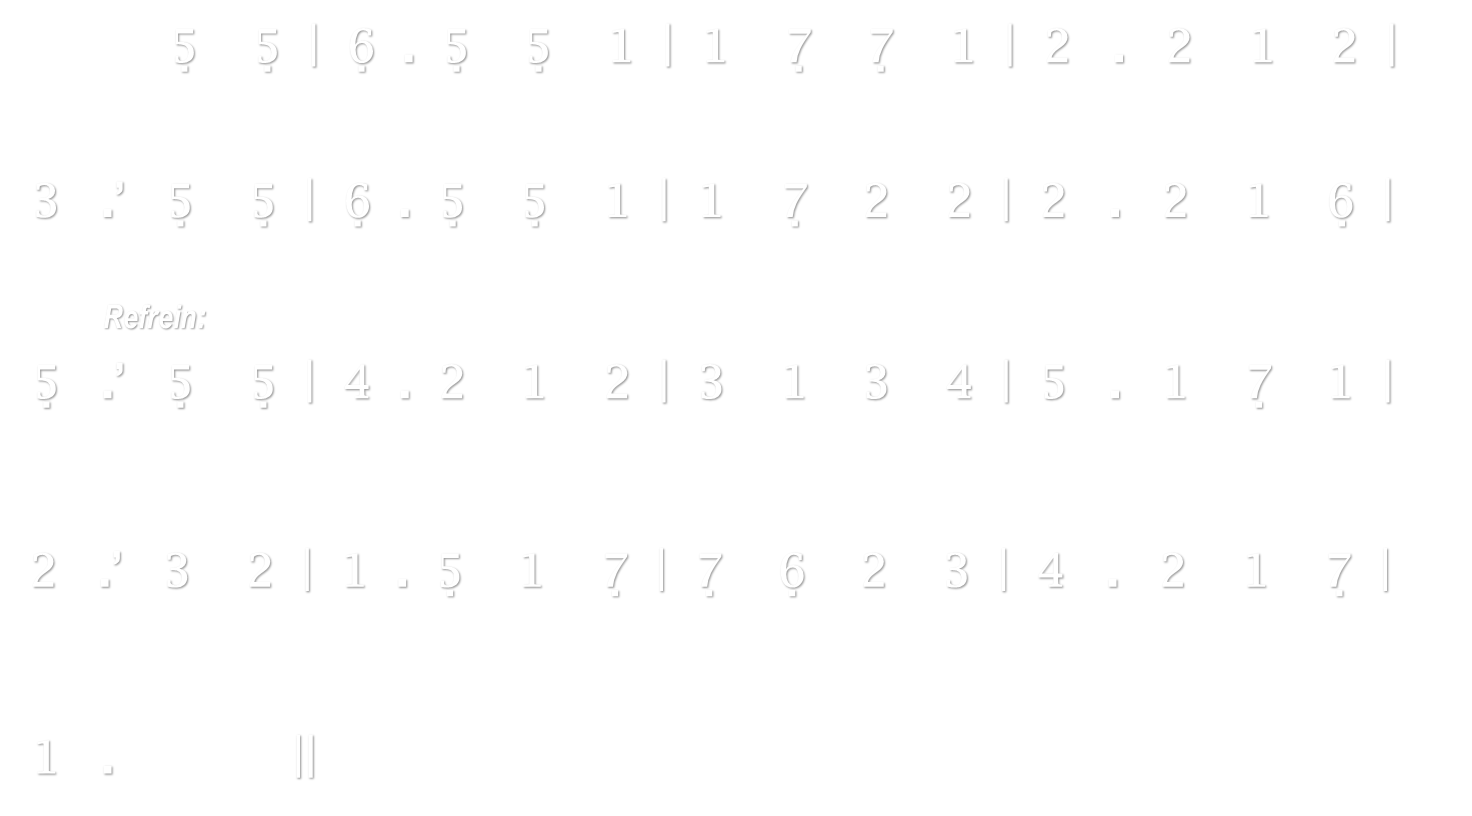 5̣ 5̣ | 6̣ . 5̣ 5̣ 1 | 1 7̣ 7̣ 1 | 2 . 2 1 2 |
3 .’ 5̣ 5̣ | 6̣ . 5̣ 5̣ 1 | 1 7̣ 2 2 | 2 . 2 1 6̣ |
Refrein:
5̣ .’ 5̣ 5̣ | 4 . 2 1 2 | 3 1 3 4 | 5 . 1 7̣ 1 |
2 .’ 3 2 | 1 . 5̣ 1 7̣ | 7̣ 6̣ 2 3 | 4 . 2 1 7̣ |
1 . ||